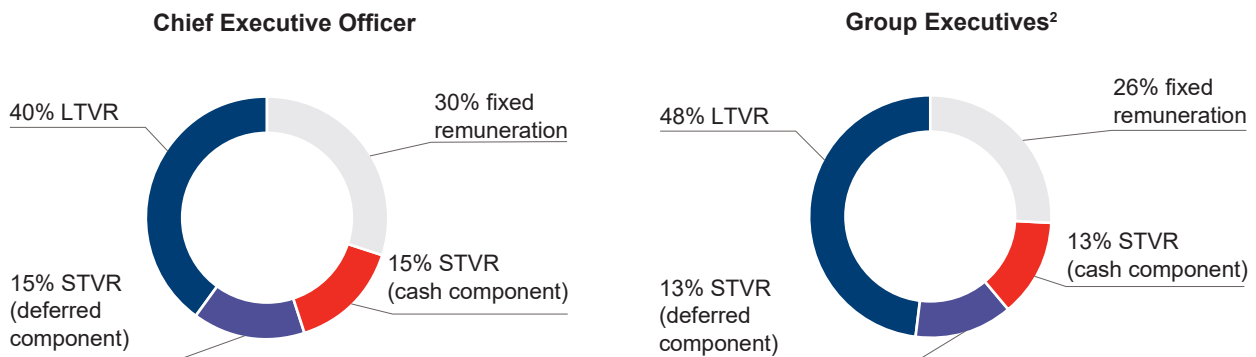 Chief Executive Officer
40% LTVR
30% fixed
remuneration
15% STVR
(cash component)
15% STVR
(deferred
component)
Group Executives²
48% LTVR
26% fixed
remuneration
13% STVR
(cash component)
13% STVR
(deferred
component)